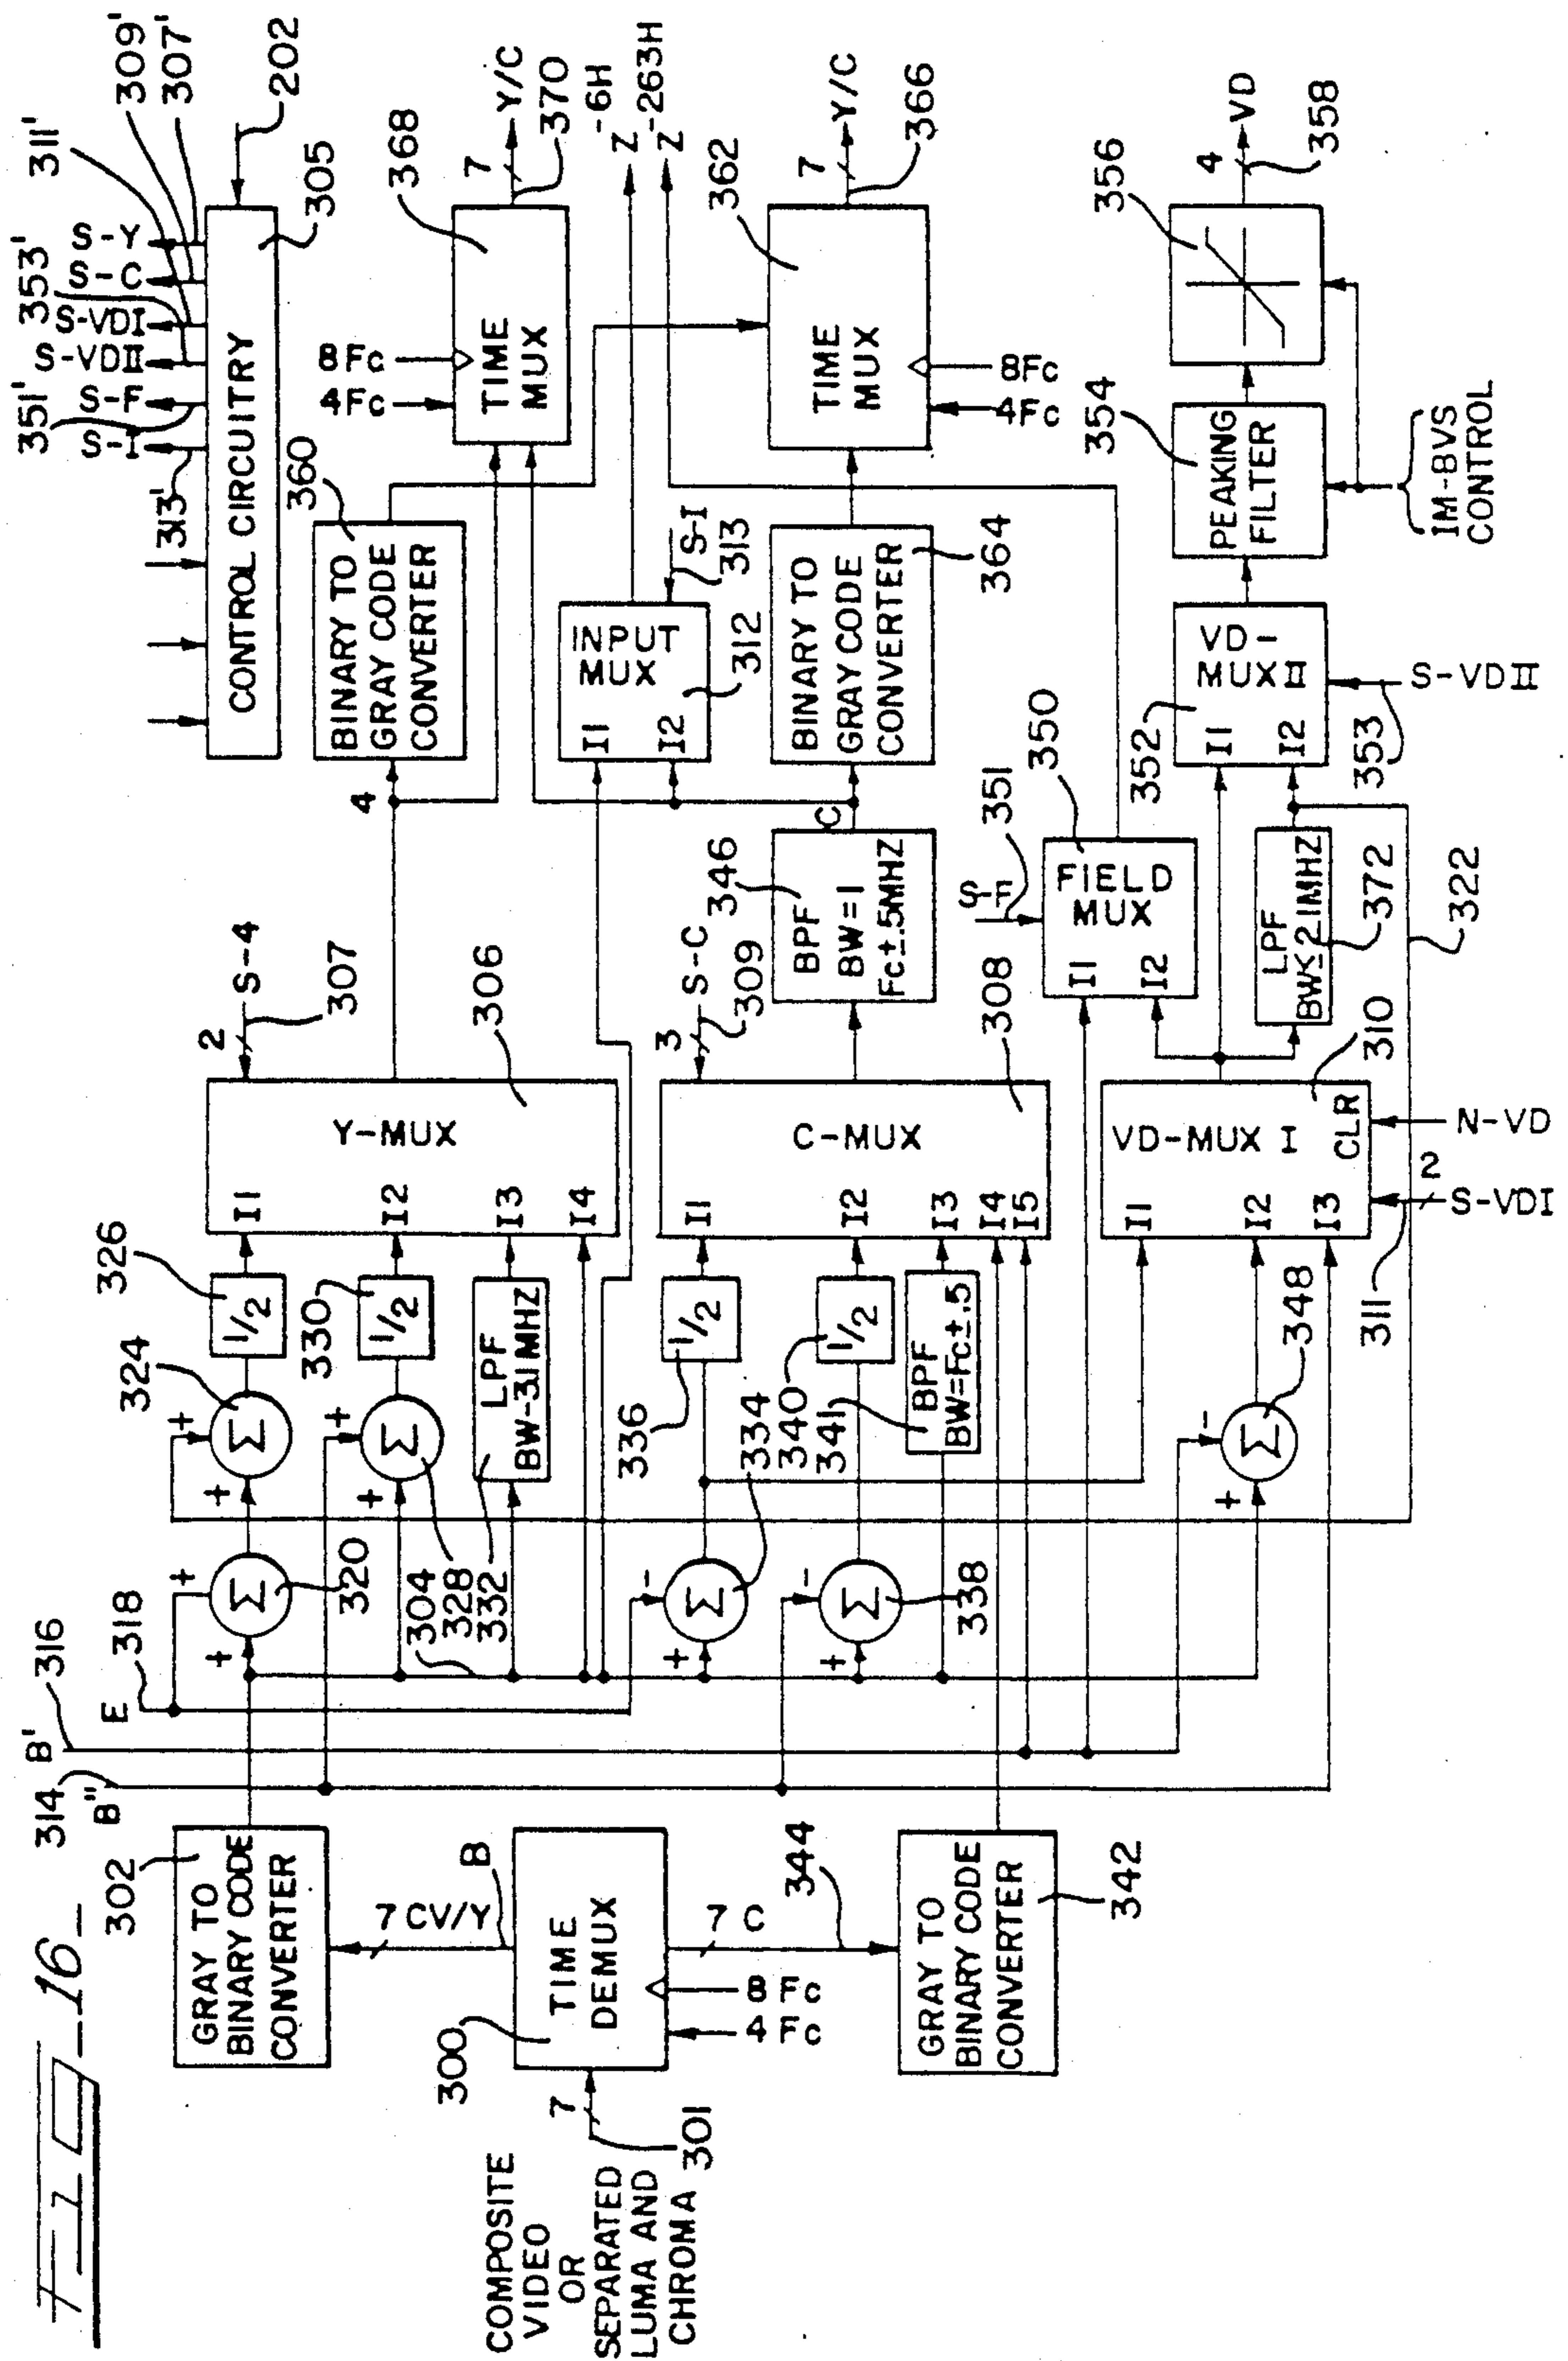 FIG-16-
COMPOSITE
VIDEO
OR
SEPARATED
LUMA AND
CHROMA
301
7
300
TIME
DEMUX
4 Fc
8 Fc
B
7 CV/Y
7 C
344
302
GRAY TO
BINARY CODE
CONVERTER
GRAY TO
BINARY CODE
CONVERTER
342
314
B"
B'
316
E
318
+
+
Σ
320
+
+
Σ
324
1/2
326
304
328
332
+
+
Σ
1/2
330
LPF
BW-3.1MHZ
+
-
Σ
334
1/2
336
+
-
Σ
338
1/2
340
341
BPF
BW=Fc±.5
+
-
Σ
348
I1
I2
I3
I4
Y-MUX
306
2
S-4
307
I1
I2
I3
I4
I5
C-MUX
308
3
S-C
309
I1
I2
I3
VD-MUX I
CLR
310
311
2
S-VDI
N-VD
BPF
BW=1
Fc±.5MHZ
346
C
LPF
BW≤2.1MHZ
372
322
I1
I2
FIELD
MUX
350
S-F
351
I1
I2
VD-
MUX II
352
353
S-VDII
4
BINARY TO
GRAY CODE
CONVERTER
360
I1
I2
INPUT
MUX
312
S-I
313
BINARY TO
GRAY CODE
CONVERTER
364
PEAKING
FILTER
354
IM-BVS
CONTROL
356
4
VD
358
TIME
MUX
368
4Fc
8Fc
7
Y/C
370
Z
-6H
Z
-263H
TIME
MUX
362
4Fc
8Fc
7
Y/C
366
CONTROL CIRCUITRY
305
202
S-I
S-F
S-VDII
S-VDI
S-C
S-Y
313'
351'
353'
311'
309'
307'